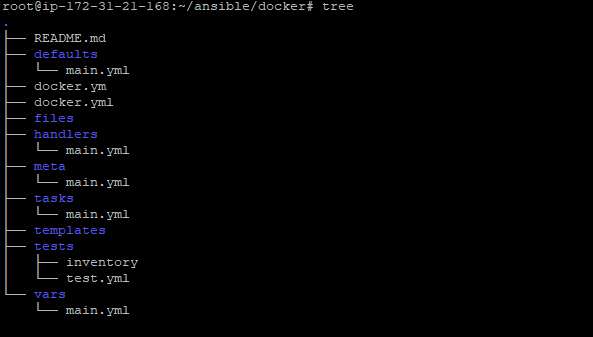 root@ip-172-31-21-168:~/ansible/docker# tree
.
├── README.md
├── defaults
│   └── main.yml
├── docker.ym
├── docker.yml
├── files
├── handlers
│   └── main.yml
├── meta
│   └── main.yml
├── tasks
│   └── main.yml
├── templates
├── tests
│   ├── inventory
│   └── test.yml
└── vars
    └── main.yml